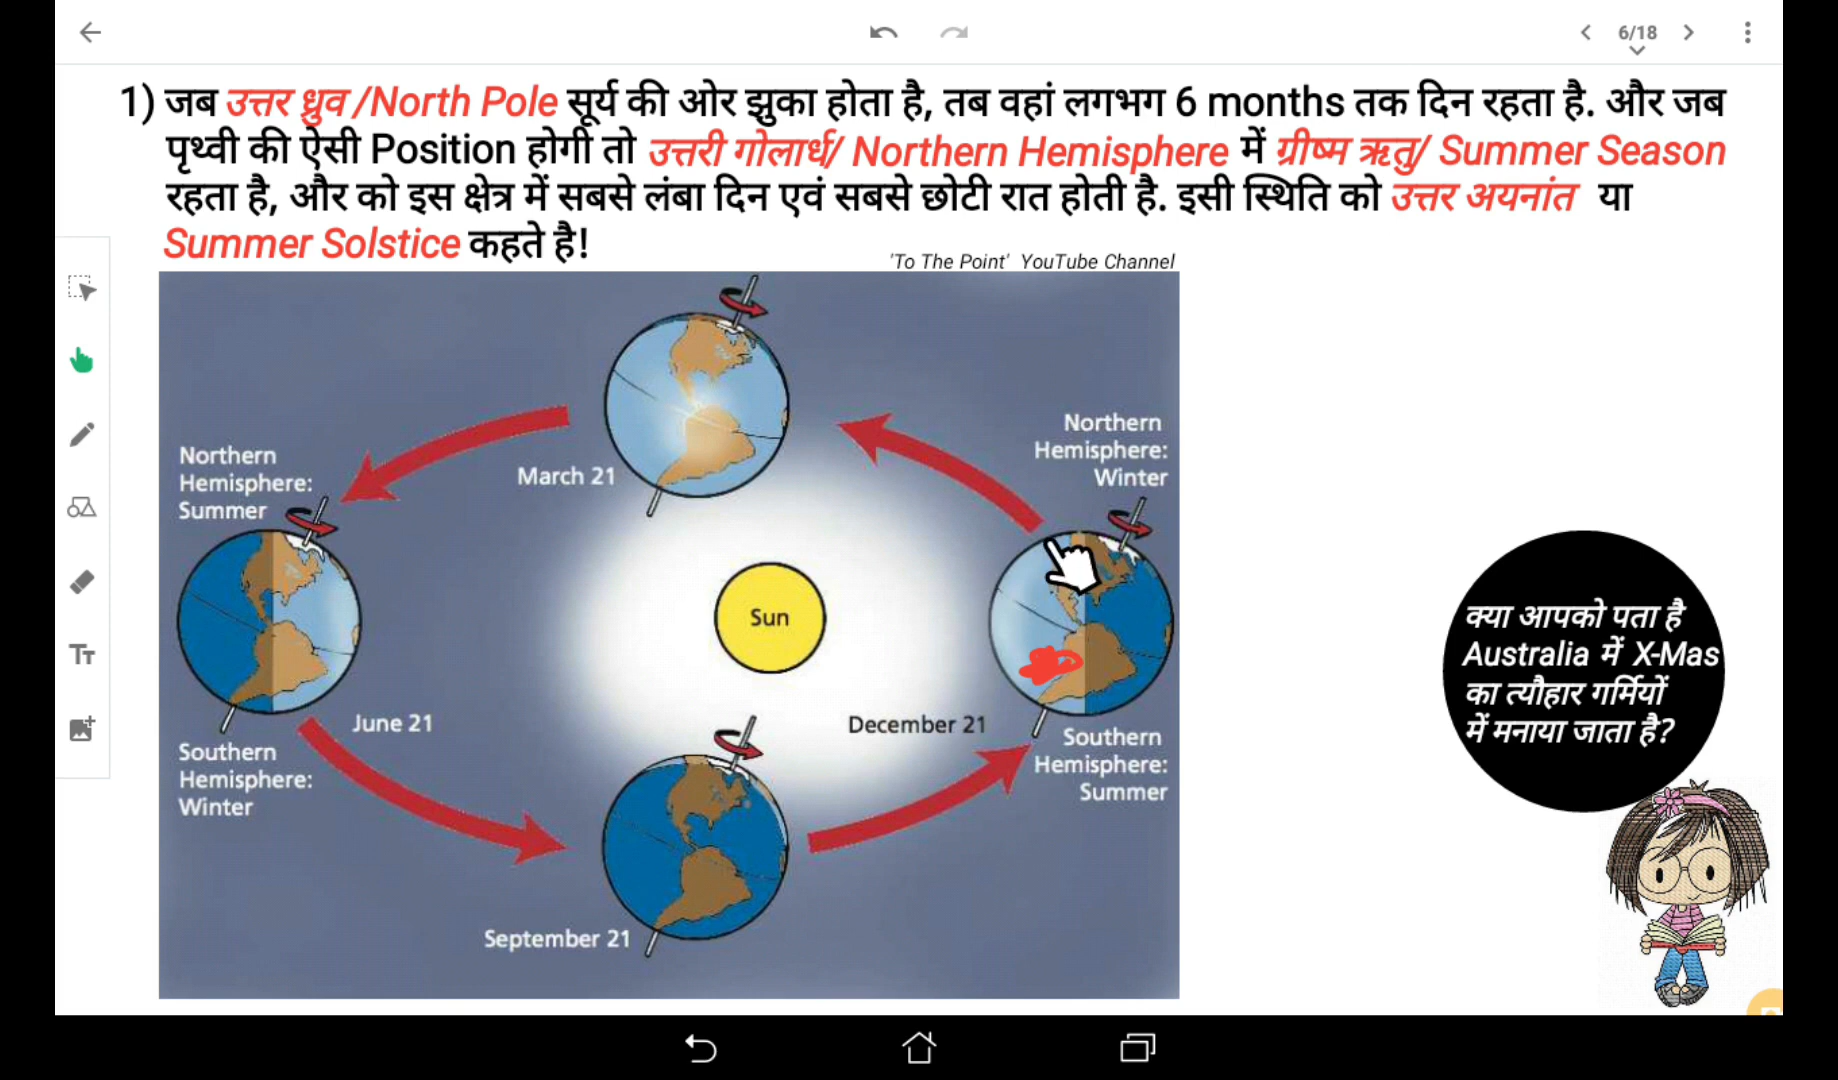 6/18
1) जब उत्तर ध्रुव /North Pole सूर्य की ओर झुका होता है, तब वहां लगभग 6 months तक दिन रहता है. और जब
पृथ्वी की ऐसी Position होगी तो उत्तरी गोलार्ध/ Northern Hemisphere में ग्रीष्म ऋतु/ Summer Season
रहता है, और को इस क्षेत्र में सबसे लंबा दिन एवं सबसे छोटी रात होती है. इसी स्थिति को उत्तर अयनांत या
Summer Solstice कहते है!
'To The Point' YouTube Channel
Northern
Hemisphere:
Summer
March 21
Northern
Hemisphere:
Winter
Sun
June 21
Southern
Hemisphere:
Winter
December 21
Southern
Hemisphere:
Summer
September 21
क्या आपको पता है
Australia में X-Mas
का त्यौहार गर्मियों
में मनाया जाता है?
TT